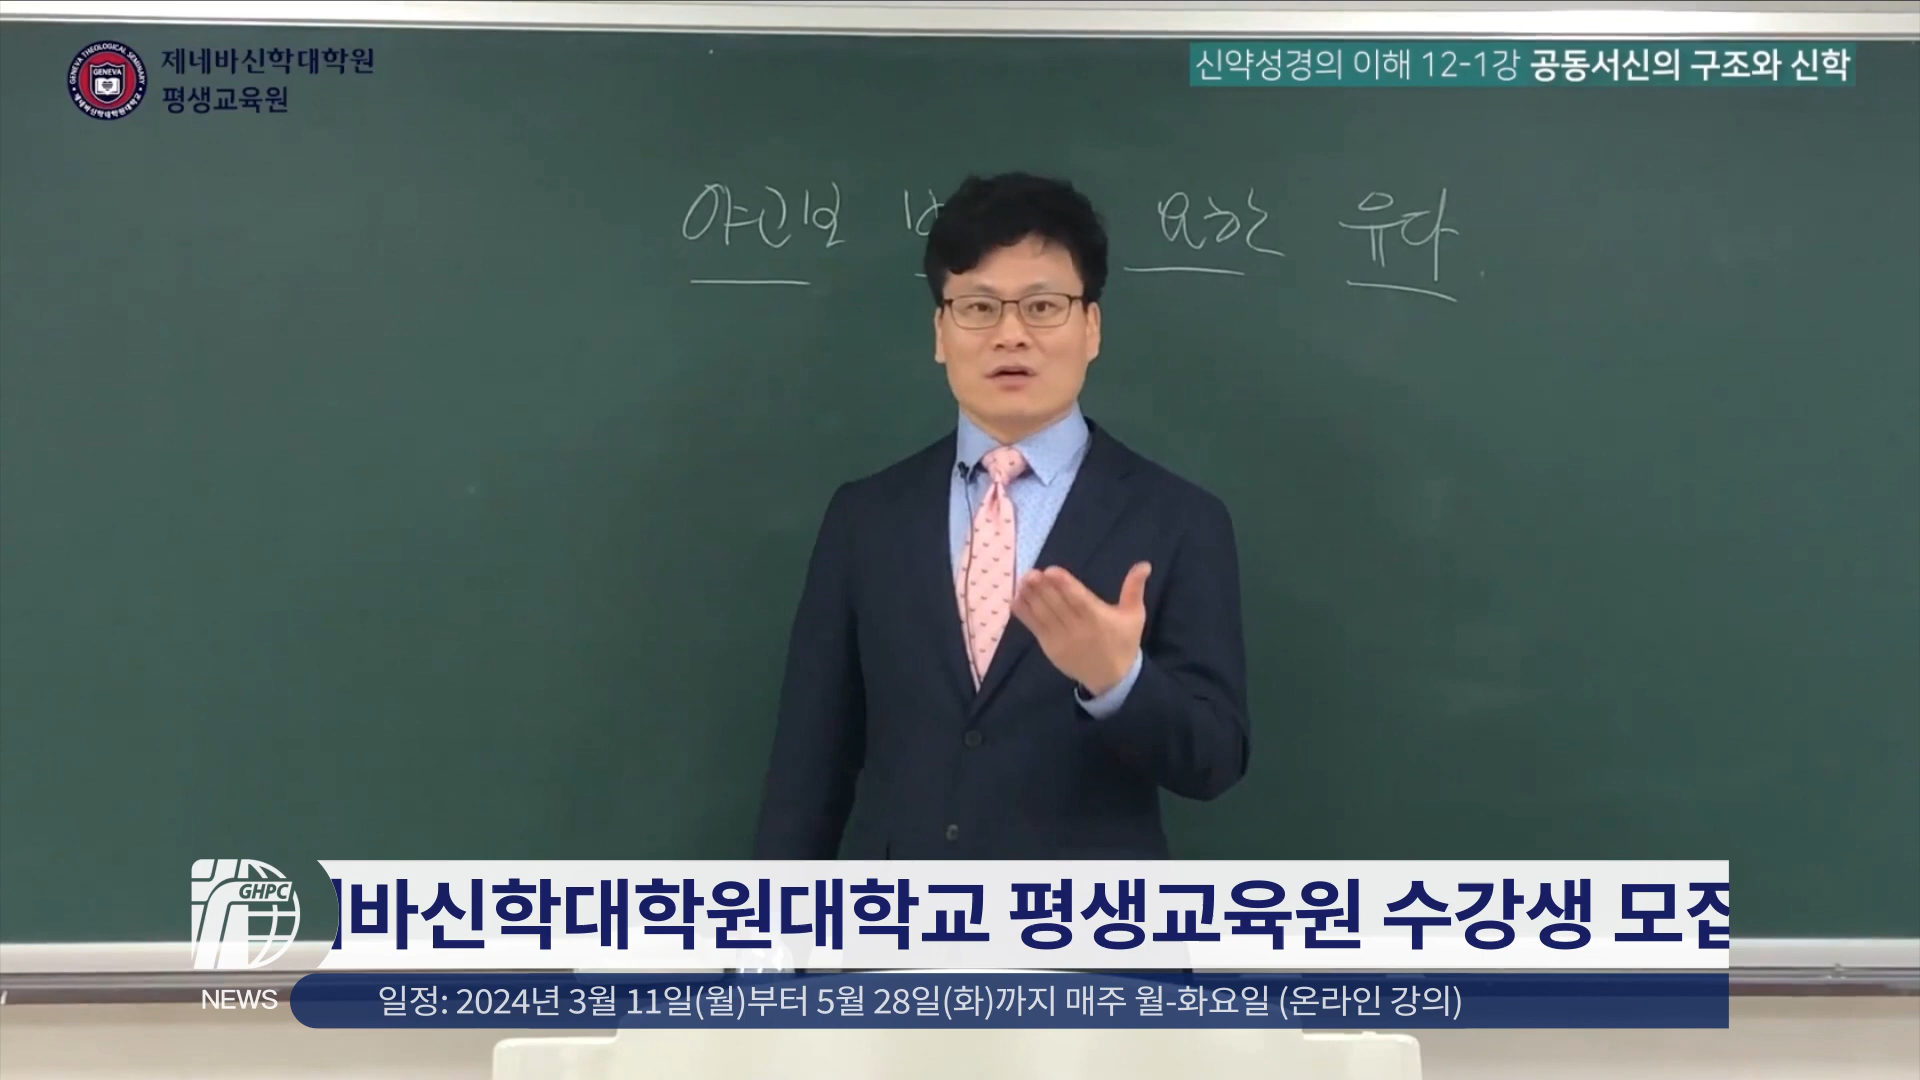 제네바신학대학원
평생교육원
GENEVA THEOLOGICAL SEMINARY
GENEVA
신약성경의 이해 12-1강 공동서신의 구조와 신학
야고보 요한 유다
GHPC
바신학대학원대학교 평생교육원 수강생 모집
NEWS
일정: 2024년 3월 11일(월)부터 5월 28일(화)까지 매주 월-화요일 (온라인 강의)